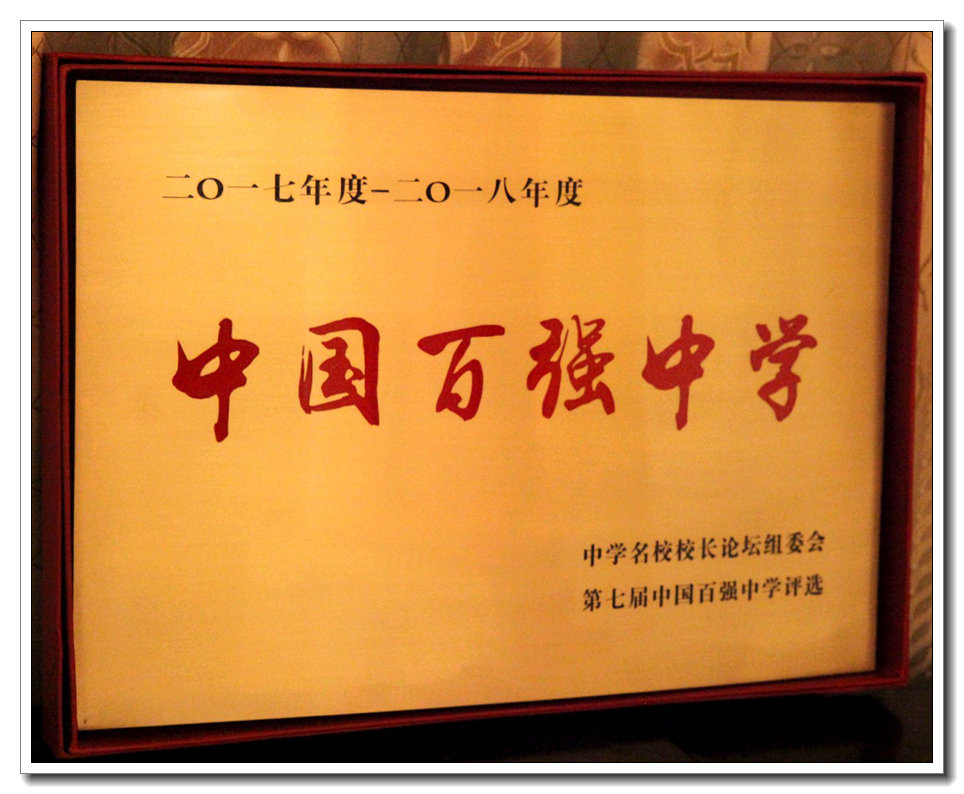 二〇一七年度-二〇一八年度
中国百强中学
中学名校校长论坛组委会
第七届中国百强中学评选